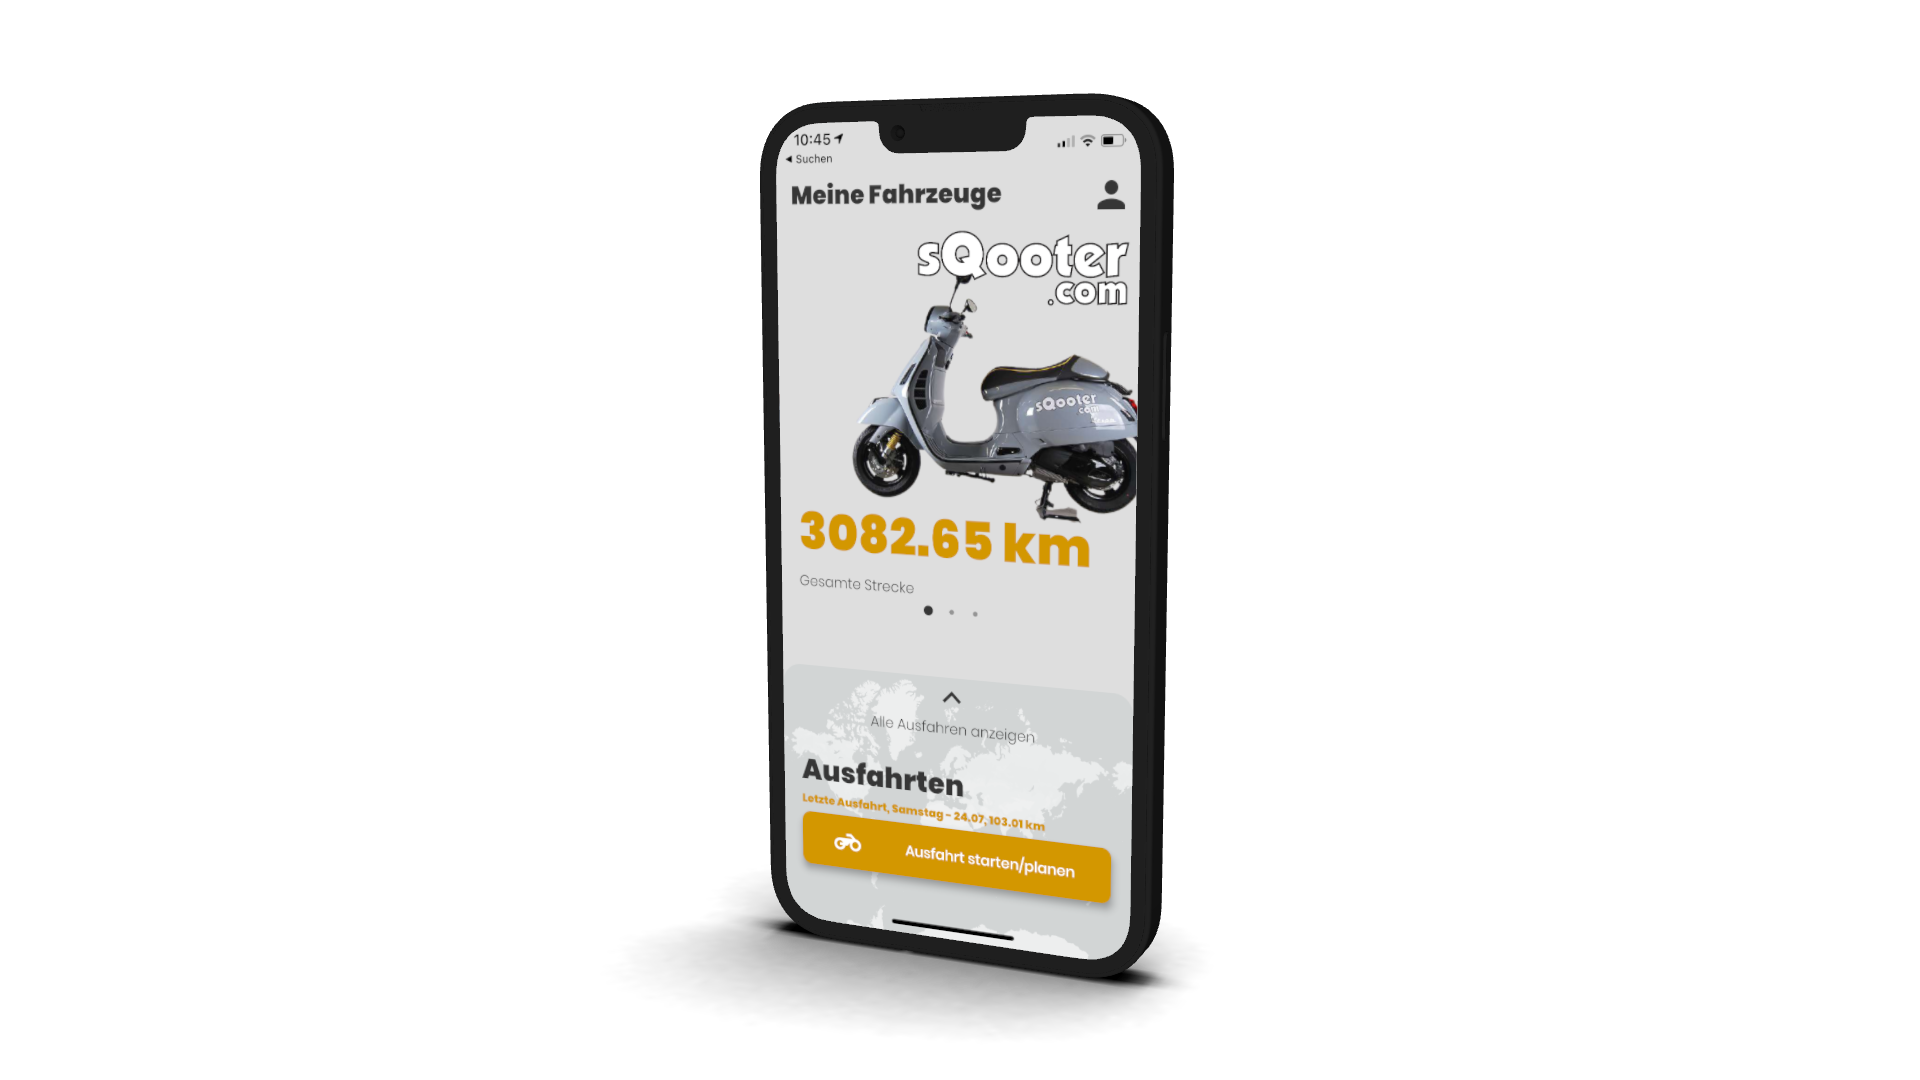 10:45
Suchen
Meine Fahrzeuge
sQooter
.com
sQooter
.com
3082.65 km
Gesamte Strecke
Alle Ausfahren anzeigen
Ausfahrten
Letzte Ausfahrt, Samstag - 24.07, 103.01 km
Ausfahrt starten/planen